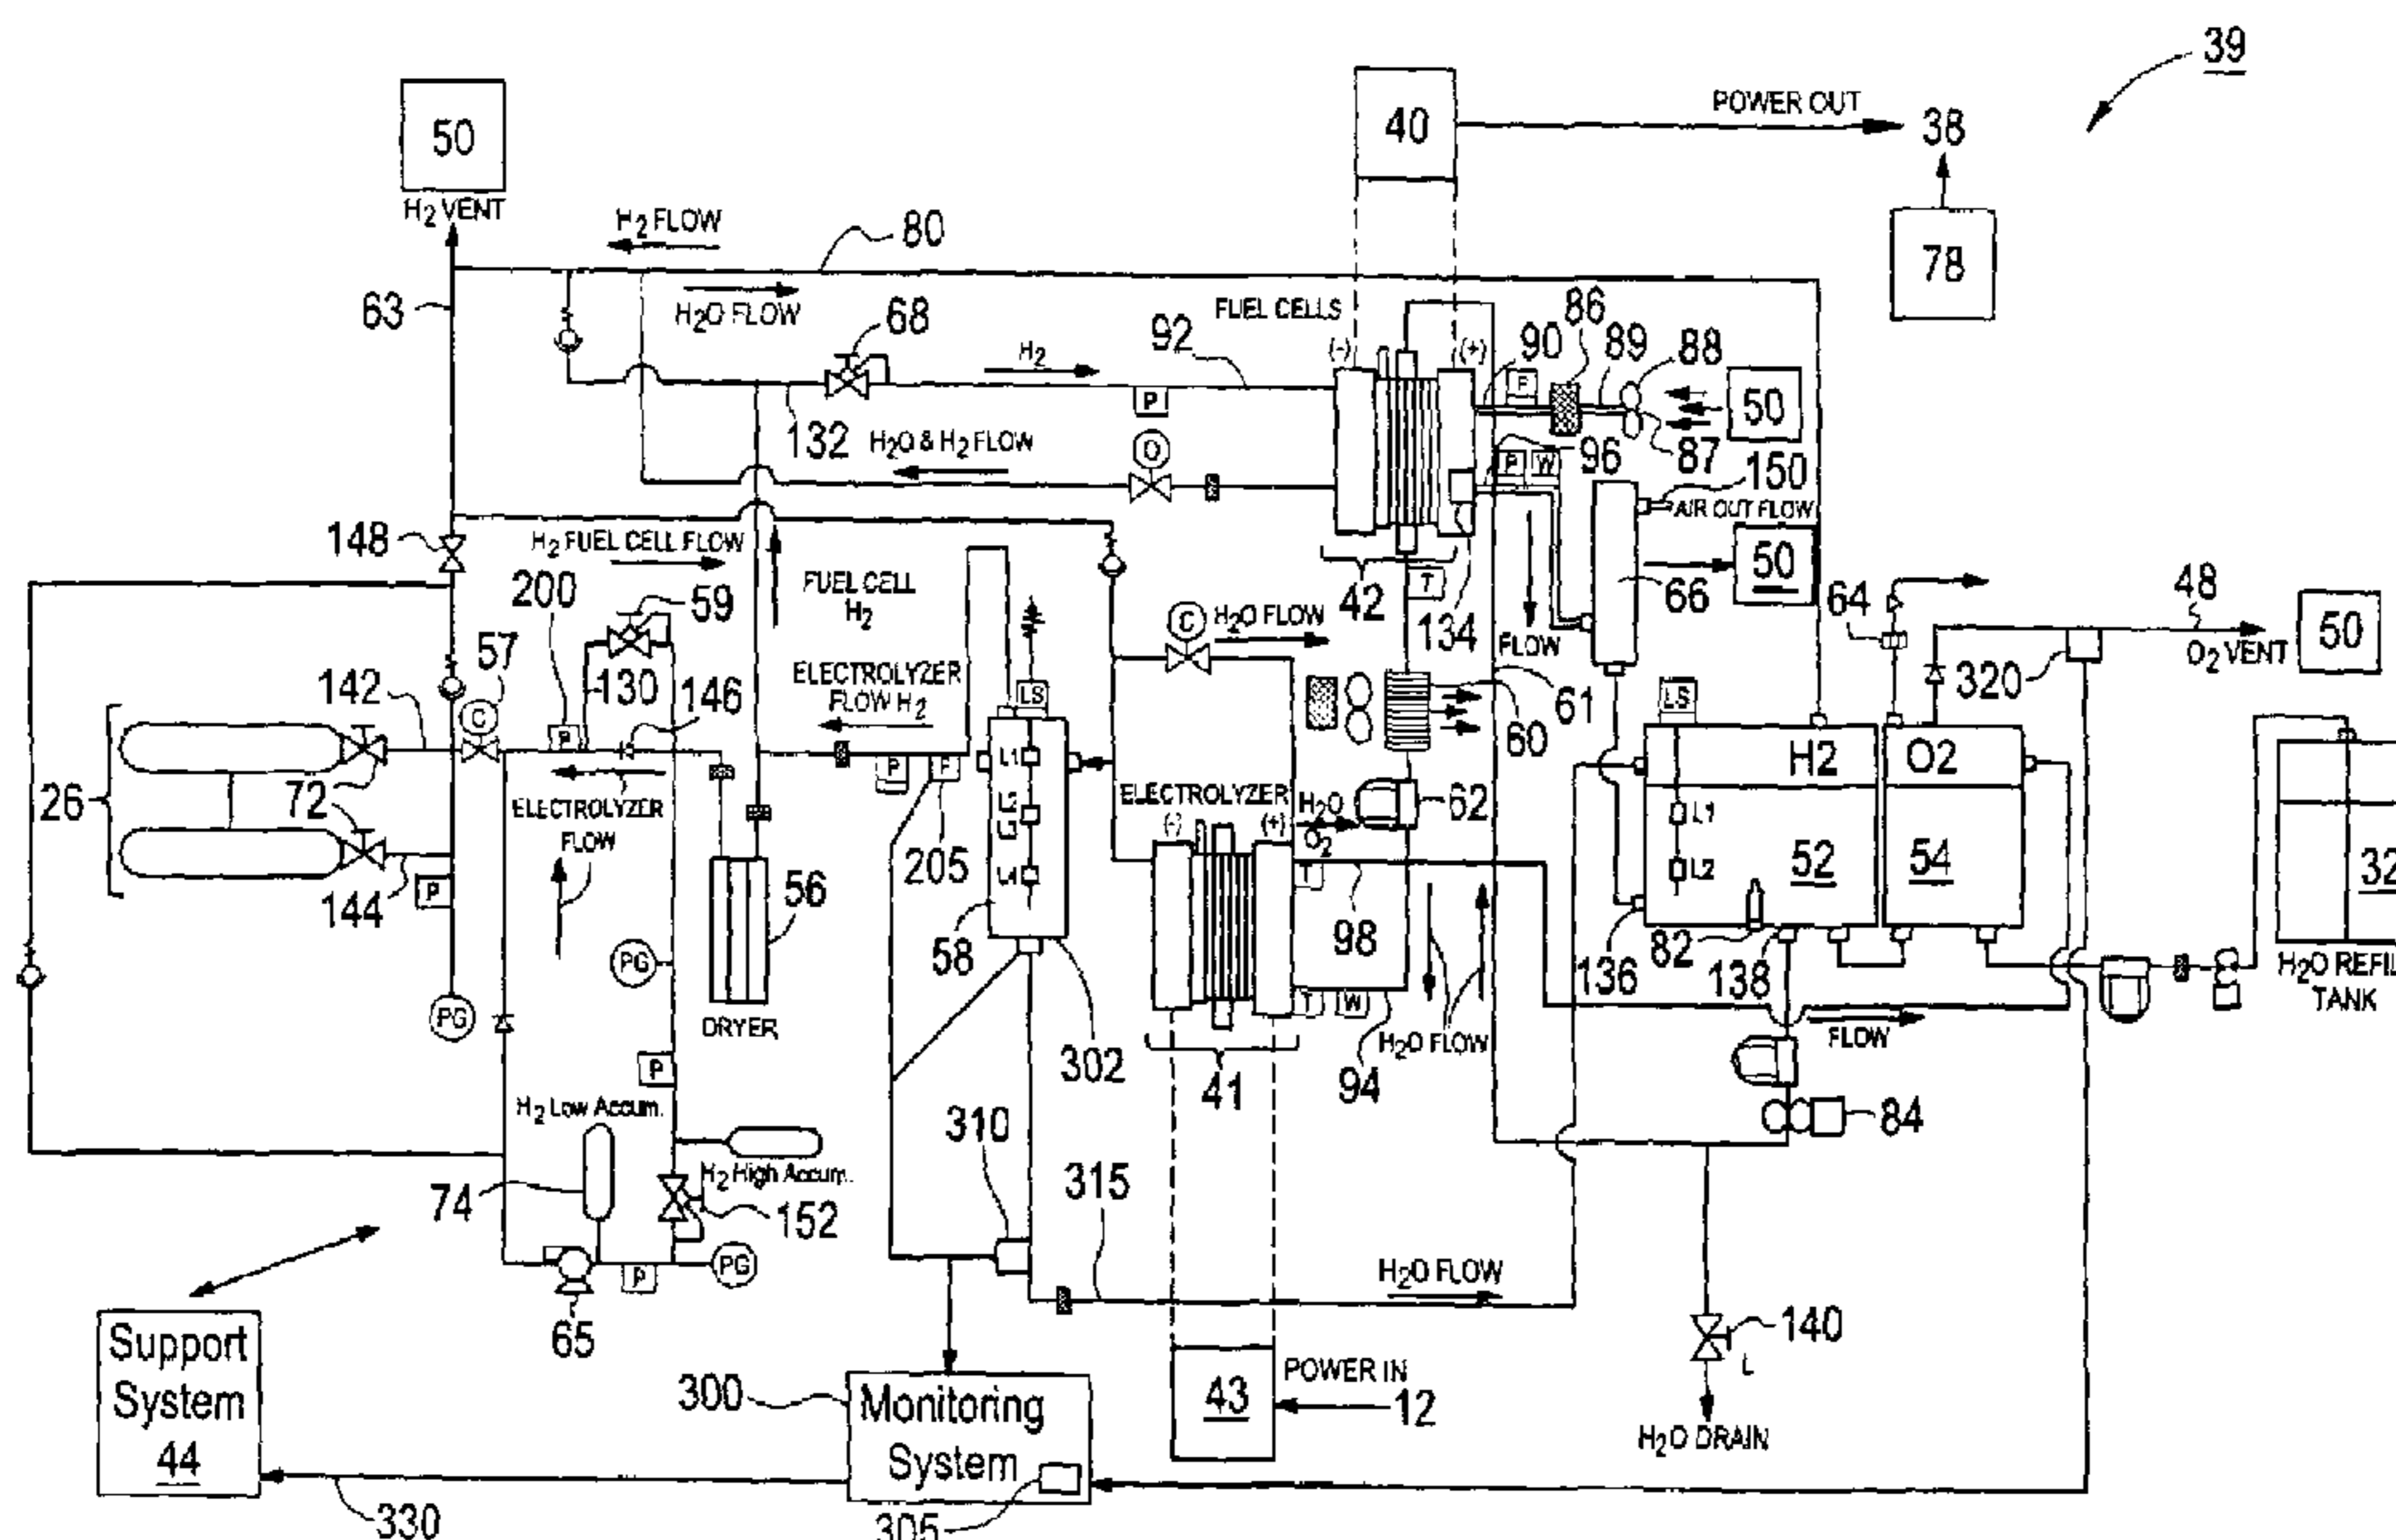 39
50
H2 VENT
40
POWER OUT
38
78
H2 FLOW
80
H2O FLOW
63
68
H2
92
FUEL CELLS
(-)
(+)
90
86
89
88
50
87
F
P
132
H2O & H2 FLOW
O
P
W
96
150
AIR OUT FLOW
148
H2 FUEL CELL FLOW
200
59
FUEL CELL
H2
42
T
134
FLOW
66
50
64
48
O2 VENT
50
320
C
H2O FLOW
57
142
C
P
130
146
ELECTROLYZER
FLOW H2
LS
60
61
LS
26
72
ELECTROLYZER
FLOW
P
F
L1
L2
L3
L4
205
ELECTROLYZER
(-)
(+)
H2O
O2
62
H2
O2
L1
L2
52
54
32
144
P
56
58
T
98
136
82
138
H2O REFIL
TANK
PG
PG
DRYER
302
T
W
H2O FLOW
FLOW
P
41
94
84
H2 Low Accum.
H2 High Accum.
74
152
310
315
H2O FLOW
P
PG
65
140
L
Support
System
44
300
Monitoring
System
305
43
POWER IN
12
H2O DRAIN
330